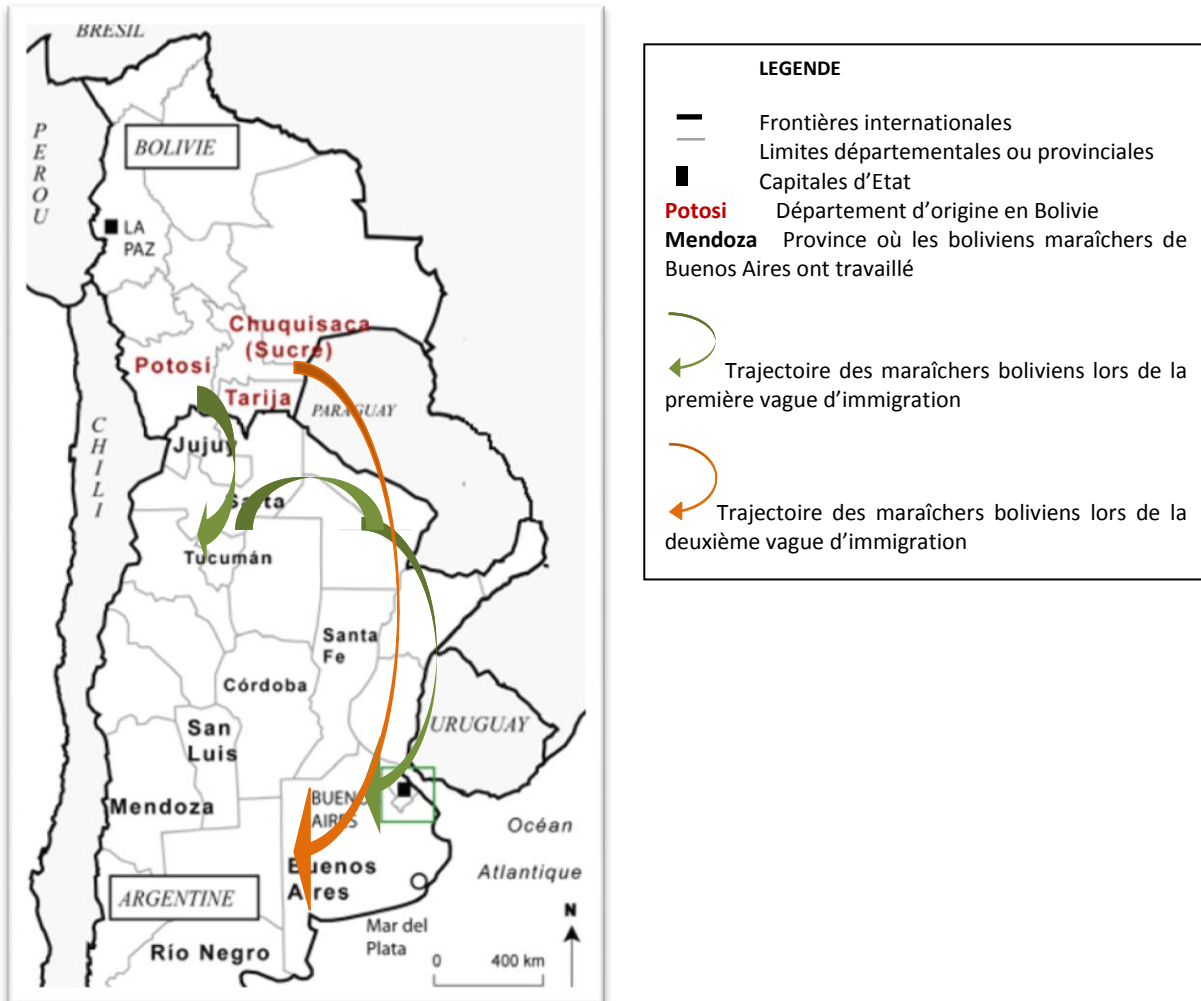 BRESIL
PEROU
BOLIVIE
LA
PAZ
Chuquisaca
(Sucre)
Potosí
Tarija
PARAGUAY
CHILI
Jujuy
Salta
Tucumán
Santa
Fe
Córdoba
San
Luis
URUGUAY
Mendoza
BUENOS
AIRES
Océan
Atlantique
Buenos
Aires
ARGENTINE
Mar del
Plata
Río Negro
N
0 400 km
LEGENDE
Frontières internationales
Limites départementales ou provinciales
Capitales d'Etat
Potosi Département d'origine en Bolivie
Mendoza Province où les boliviens maraîchers de
Buenos Aires ont travaillé
Trajectoire des maraîchers boliviens lors de la
première vague d'immigration
Trajectoire des maraîchers boliviens lors de la
deuxième vague d'immigration